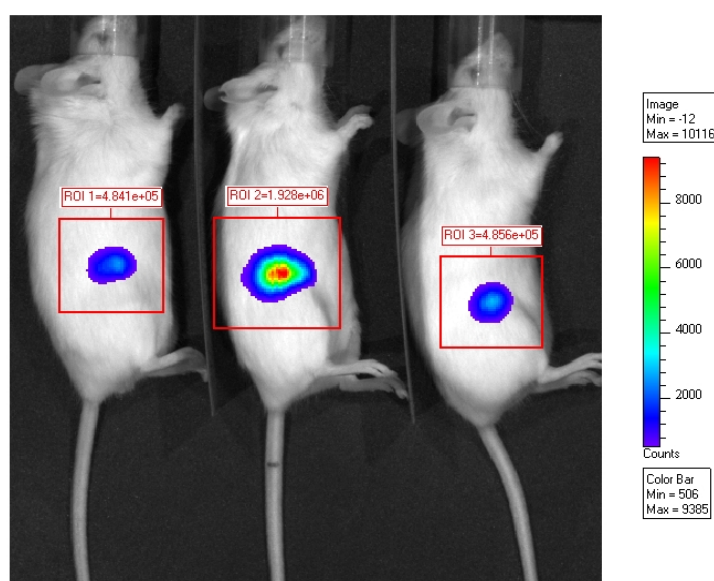 ROI 1=4.841e+05
ROI 2=1.928e+06
ROI 3=4.856e+05
Image
Min = -12
Max = 10116
8000
6000
4000
2000
Counts
Color Bar
Min = 506
Max = 9385